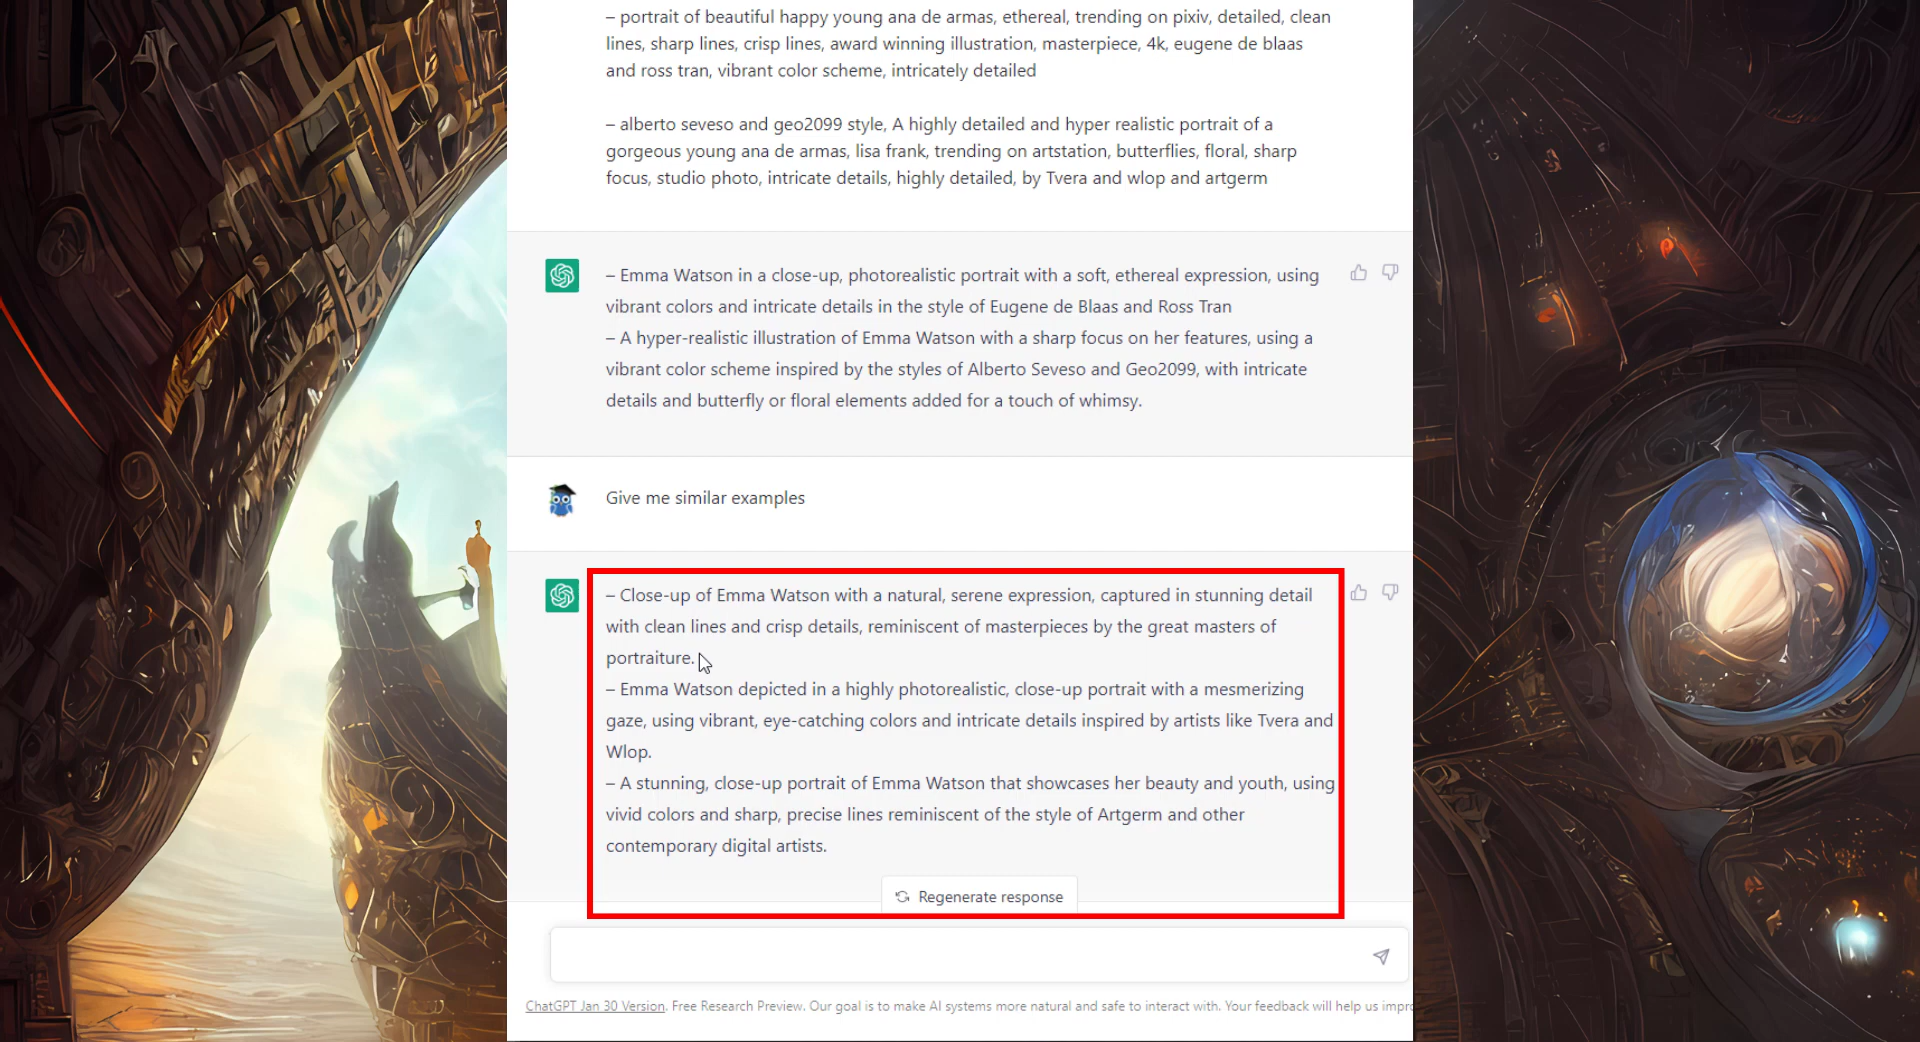 – portrait of beautiful happy young ana de armas, ethereal, trending on pixiv, detailed, clean
lines, sharp lines, crisp lines, award winning illustration, masterpiece, 4k, eugene de blaas
and ross tran, vibrant color scheme, intricately detailed
– alberto seveso and geo2099 style, A highly detailed and hyper realistic portrait of a
gorgeous young ana de armas, lisa frank, trending on artstation, butterflies, floral, sharp
focus, studio photo, intricate details, highly detailed, by Tvera and wlop and artgerm
– Emma Watson in a close-up, photorealistic portrait with a soft, ethereal expression, using
vibrant colors and intricate details in the style of Eugene de Blaas and Ross Tran
– A hyper-realistic illustration of Emma Watson with a sharp focus on her features, using a
vibrant color scheme inspired by the styles of Alberto Seveso and Geo2099, with intricate
details and butterfly or floral elements added for a touch of whimsy.
Give me similar examples
– Close-up of Emma Watson with a natural, serene expression, captured in stunning detail
with clean lines and crisp details, reminiscent of masterpieces by the great masters of
portraiture.
– Emma Watson depicted in a highly photorealistic, close-up portrait with a mesmerizing
gaze, using vibrant, eye-catching colors and intricate details inspired by artists like Tvera and
Wlop.
– A stunning, close-up portrait of Emma Watson that showcases her beauty and youth, using
vivid colors and sharp, precise lines reminiscent of the style of Artgerm and other
contemporary digital artists.
Regenerate response
ChatGPT Jan 30 Version. Free Research Preview. Our goal is to make AI systems more natural and safe to interact with. Your feedback will help us impro